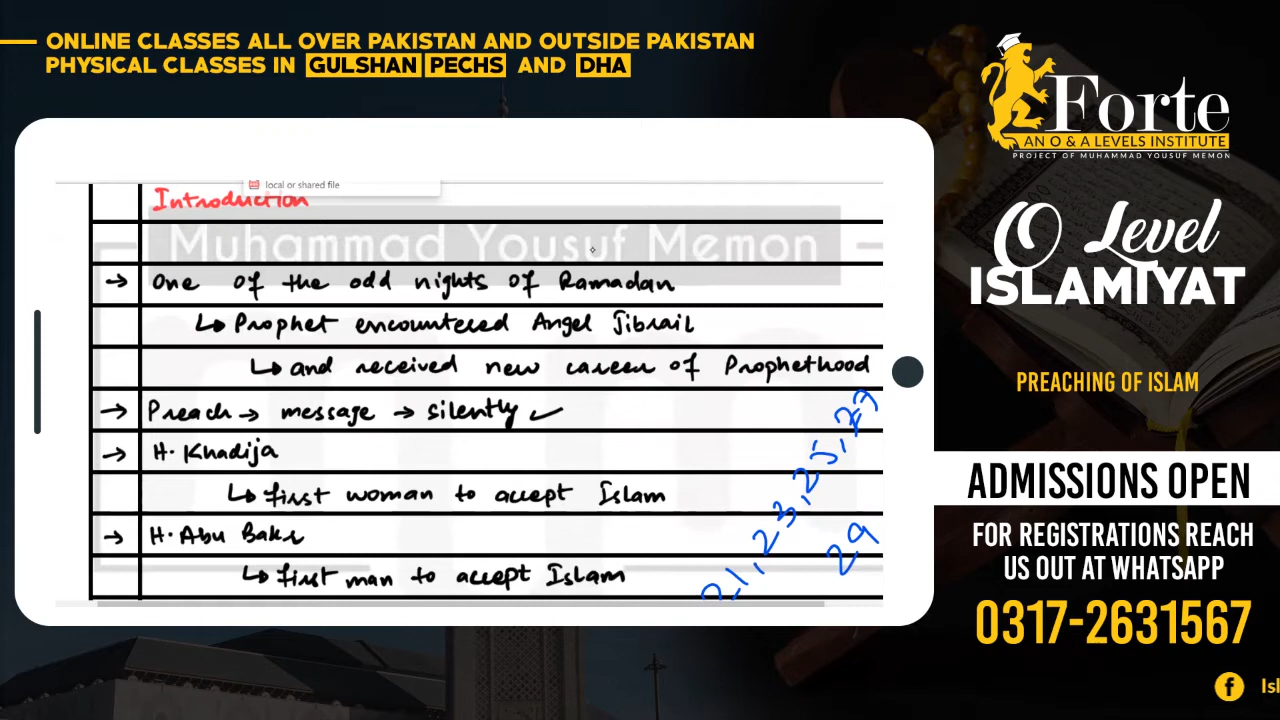 ONLINE CLASSES ALL OVER PAKISTAN AND OUTSIDE PAKISTAN
PHYSICAL CLASSES IN GULSHAN PECHS AND DHA
Forte
AN O & A LEVELS INSTITUTE
PROJECT OF MUHAMMAD YOUSUF MEMON
O Level
ISLAMIYAT
PREACHING OF ISLAM
ADMISSIONS OPEN
FOR REGISTRATIONS REACH
US OUT AT WHATSAPP
0317-2631567
f Isl
local or shared file
Introduction
Muhammad Yousuf Memon
→ One of the odd nights of Ramadan
↳ Prophet encountered Angel Jibrail
↳ and received new career of Prophethood
→ Preach → message → silently ✓
→ H. Khadija
↳ first woman to accept Islam
→ H. Abu Bakr
↳ first man to accept Islam
21, 23, 25, 27
29